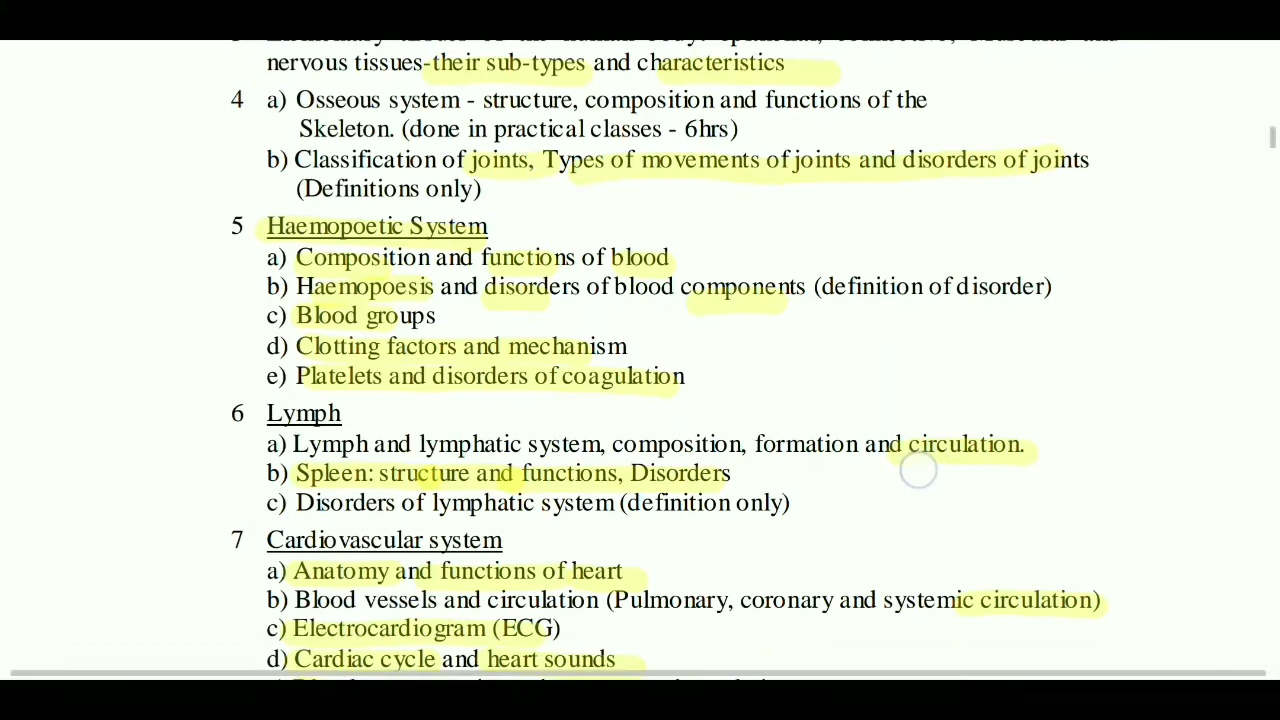 nervous tissues-their sub-types and characteristics
4 a) Osseous system - structure, composition and functions of the
Skeleton. (done in practical classes - 6hrs)
b) Classification of joints, Types of movements of joints and disorders of joints
(Definitions only)
5 Haemopoetic System
a) Composition and functions of blood
b) Haemopoesis and disorders of blood components (definition of disorder)
c) Blood groups
d) Clotting factors and mechanism
e) Platelets and disorders of coagulation
6 Lymph
a) Lymph and lymphatic system, composition, formation and circulation.
b) Spleen: structure and functions, Disorders
c) Disorders of lymphatic system (definition only)
7 Cardiovascular system
a) Anatomy and functions of heart
b) Blood vessels and circulation (Pulmonary, coronary and systemic circulation)
c) Electrocardiogram (ECG)
d) Cardiac cycle and heart sounds